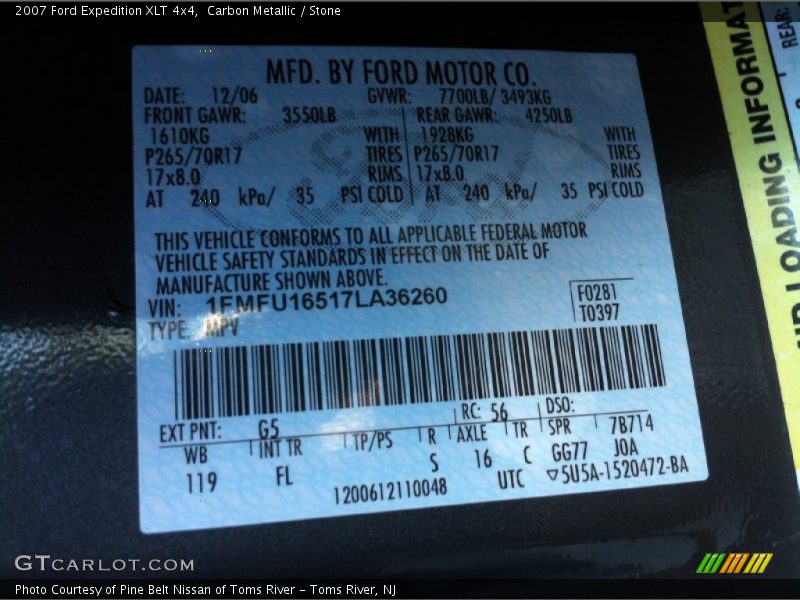 2007 Ford Expedition XLT 4x4,  Carbon Metallic / Stone
MFD. BY FORD MOTOR CO.
DATE: 12/06 GVWR: 7700LB/ 3493KG
FRONT GAWR: 3550LB REAR GAWR: 4250LB
1610KG WITH 1928KG WITH
P265/70R17 TIRES P265/70R17 TIRES
17x8.0 RIMS 17x8.0 RIMS
AT 240 kPa/ 35 PSI COLD AT 240 kPa/ 35 PSI COLD
Ford
THIS VEHICLE CONFORMS TO ALL APPLICABLE FEDERAL MOTOR
VEHICLE SAFETY STANDARDS IN EFFECT ON THE DATE OF
MANUFACTURE SHOWN ABOVE.
VIN: 1FMFU16517LA36260 F0281
TYPE: MPV T0397
EXT PNT: G5 RC: 56 DSO:
WB INT TR TP/PS R AXLE TR SPR 7B714
119 FL S 16 C GG77 JOA
1200612110048 UTC ▽5U5A-1520472-BA
LOADING INFORMAT
REAR:
GTCARLOT.COM
Photo Courtesy of Pine Belt Nissan of Toms River – Toms River, NJ